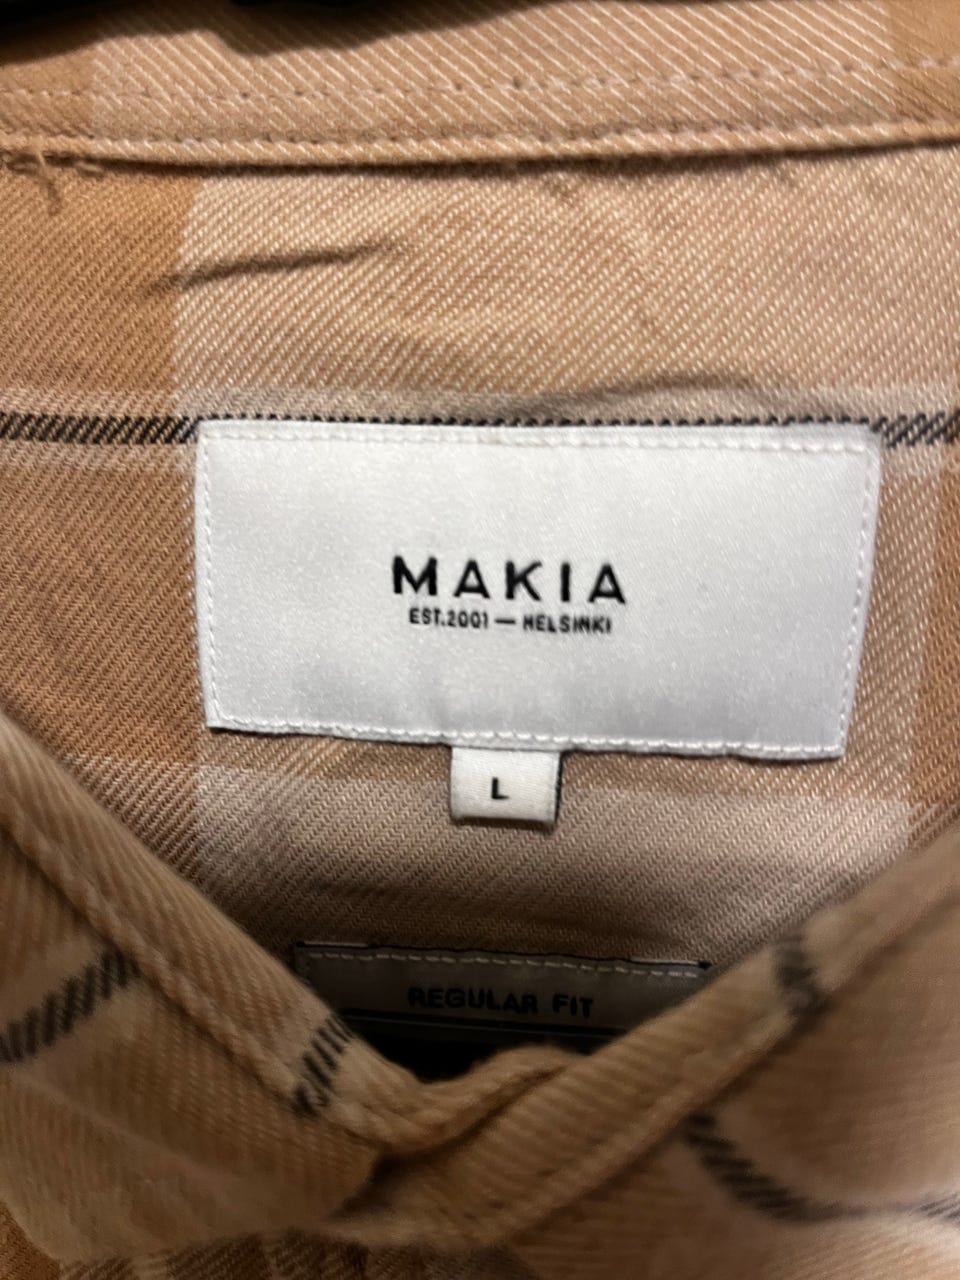 MAKIA
EST.2001 — HELSINKI
L
REGULAR FIT